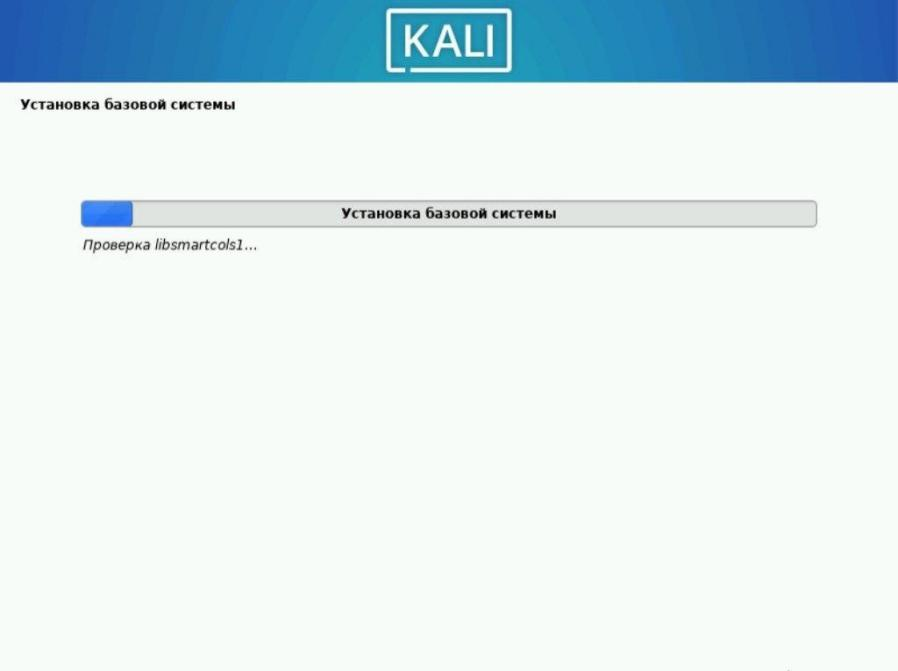 KALI
Установка базовой системы
Установка базовой системы
Проверка libsmartcols1...